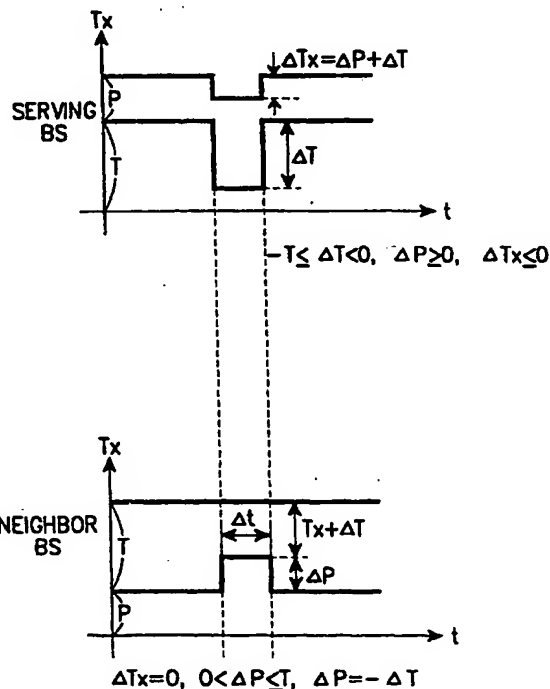 Tx
ΔTx=ΔP+ΔT
P
SERVING
BS
T
ΔT
t
-T≤ ΔT<0, ΔP≥0, ΔTx≤0
Tx
NEIGHBOR
BS
T
Δt
Tx+ΔT
ΔP
P
t
ΔTx=0, 0<ΔP≤T, ΔP=-ΔT